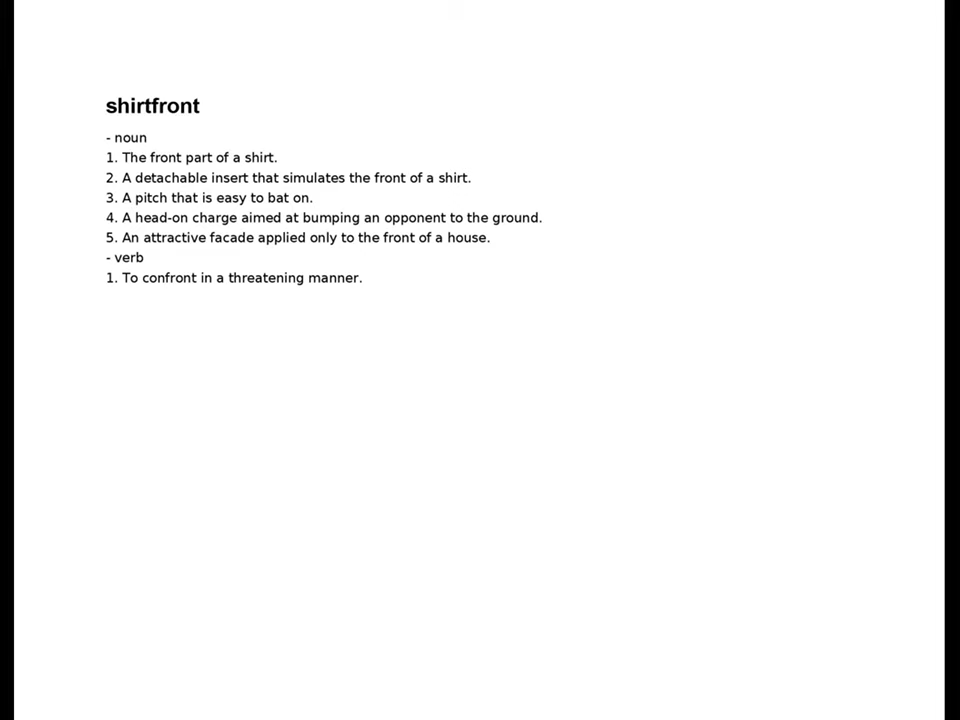 shirtfront
- noun
1. The front part of a shirt.
2. A detachable insert that simulates the front of a shirt.
3. A pitch that is easy to bat on.
4. A head-on charge aimed at bumping an opponent to the ground.
5. An attractive facade applied only to the front of a house.
- verb
1. To confront in a threatening manner.